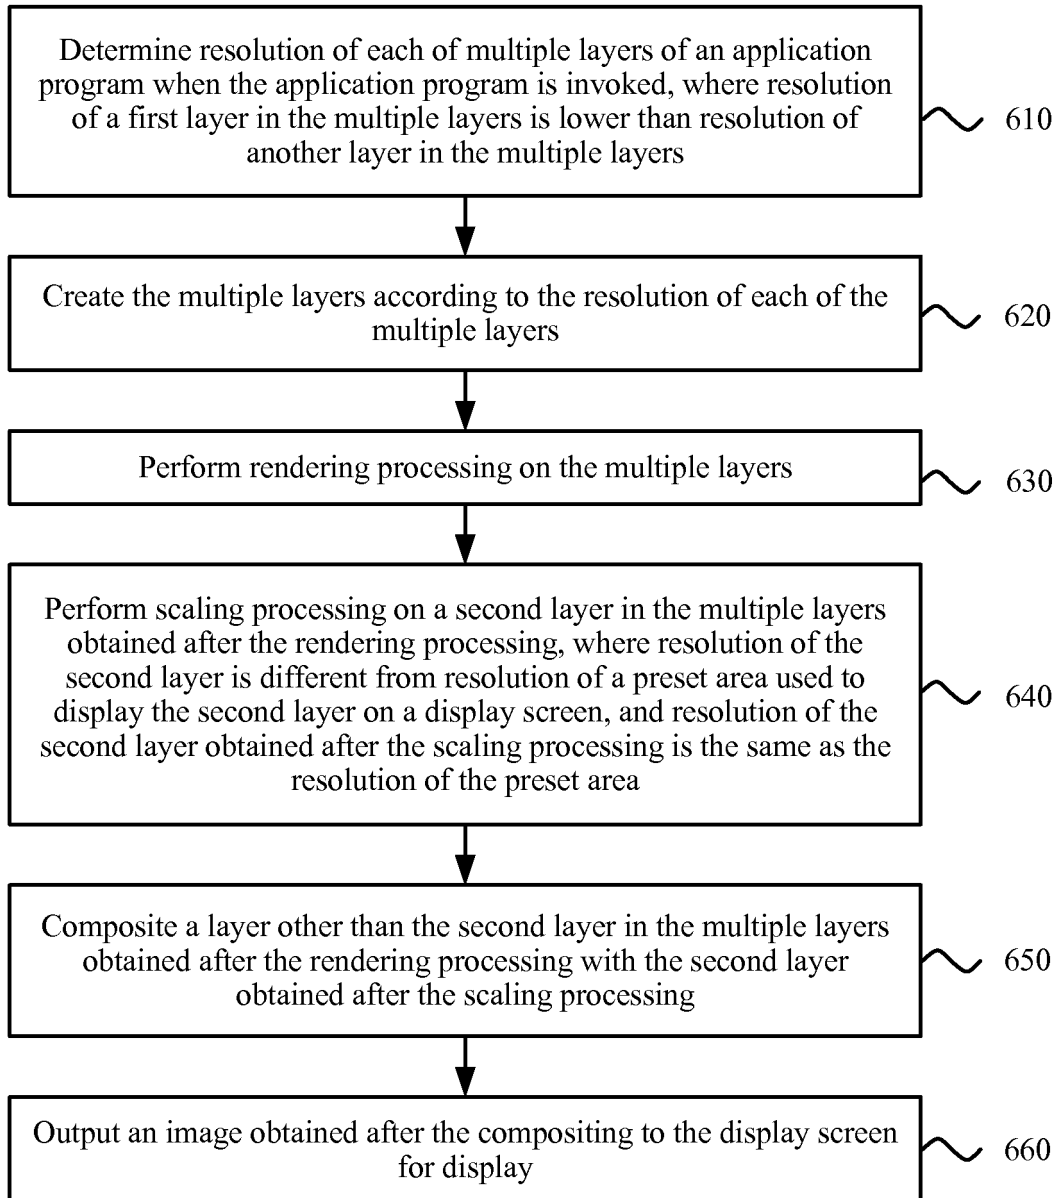 Determine resolution of each of multiple layers of an application
program when the application program is invoked, where resolution
of a first layer in the multiple layers is lower than resolution of
another layer in the multiple layers
610
Create the multiple layers according to the resolution of each of the
multiple layers
620
Perform rendering processing on the multiple layers
630
Perform scaling processing on a second layer in the multiple layers
obtained after the rendering processing, where resolution of the
second layer is different from resolution of a preset area used to
display the second layer on a display screen, and resolution of the
second layer obtained after the scaling processing is the same as the
resolution of the preset area
640
Composite a layer other than the second layer in the multiple layers
obtained after the rendering processing with the second layer
obtained after the scaling processing
650
Output an image obtained after the compositing to the display screen
for display
660